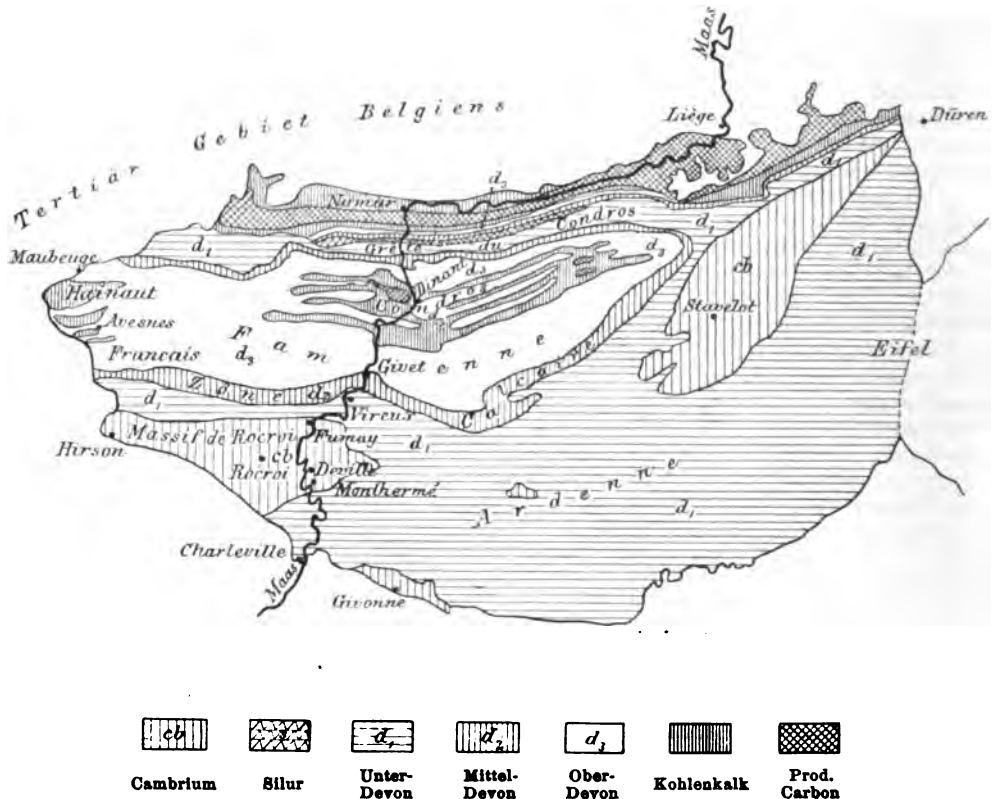 Maas
Liège
Düren
Tertiär Gebiet Belgiens
d2
Namur
Condros
d1
Grès du
d1
Maubeuge
Hainaut
Avesnes
Français
Dinant
d3
Condros
d3
d1
cb
Stavelot
Eifel
Famenne
d3
Givet
Zone d2
Calcaire
d1
Vireus
Massif de Rocroi
Fumay
d1
Hirson
cb
Rocroi
Deville
Monthermé
Ardenne
d1
Charleville
Maas
Givonne
cb
d1
d2
d3
Cambrium
Silur
Unter-
Devon
Mittel-
Devon
Ober-
Devon
Kohlenkalk
Prod.
Carbon